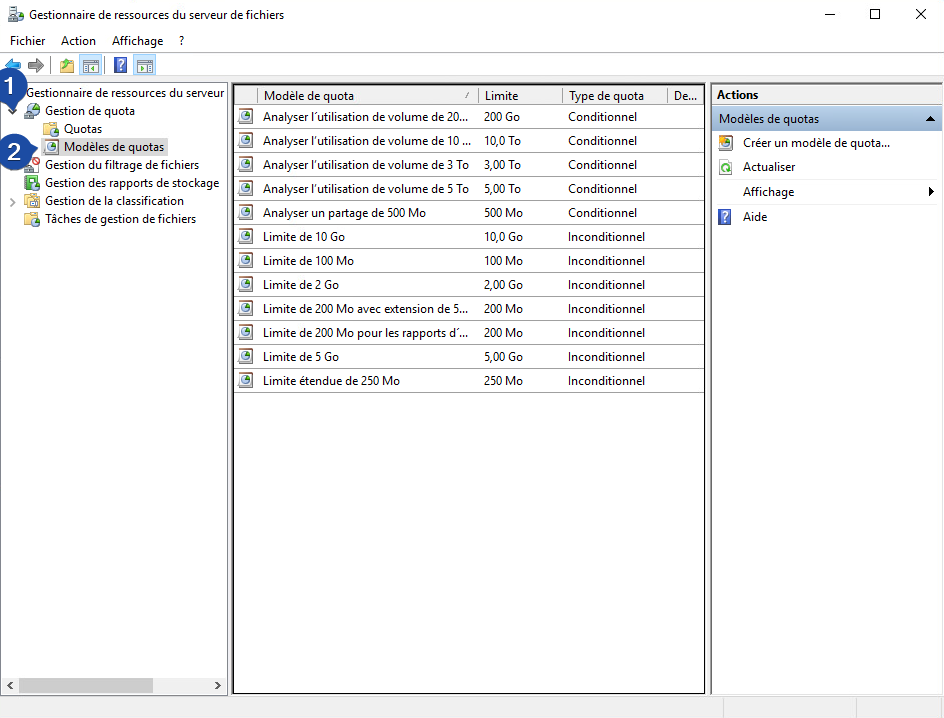 Gestionnaire de ressources du serveur de fichiers
Fichier Action Affichage ?
1
Gestionnaire de ressources du serveur
Gestion de quota
Quotas
2
Modèles de quotas
Gestion du filtrage de fichiers
Gestion des rapports de stockage
Gestion de la classification
Tâches de gestion de fichiers
Modèle de quota Limite Type de quota De...
Analyser l´utilisation de volume de 20... 200 Go Conditionnel
Analyser l´utilisation de volume de 10 ... 10,0 To Conditionnel
Analyser l´utilisation de volume de 3 To 3,00 To Conditionnel
Analyser l´utilisation de volume de 5 To 5,00 To Conditionnel
Analyser un partage de 500 Mo 500 Mo Conditionnel
Limite de 10 Go 10,0 Go Inconditionnel
Limite de 100 Mo 100 Mo Inconditionnel
Limite de 2 Go 2,00 Go Inconditionnel
Limite de 200 Mo avec extension de 5... 200 Mo Inconditionnel
Limite de 200 Mo pour les rapports d´... 200 Mo Inconditionnel
Limite de 5 Go 5,00 Go Inconditionnel
Limite étendue de 250 Mo 250 Mo Inconditionnel
Actions
Modèles de quotas
Créer un modèle de quota...
Actualiser
Affichage
Aide